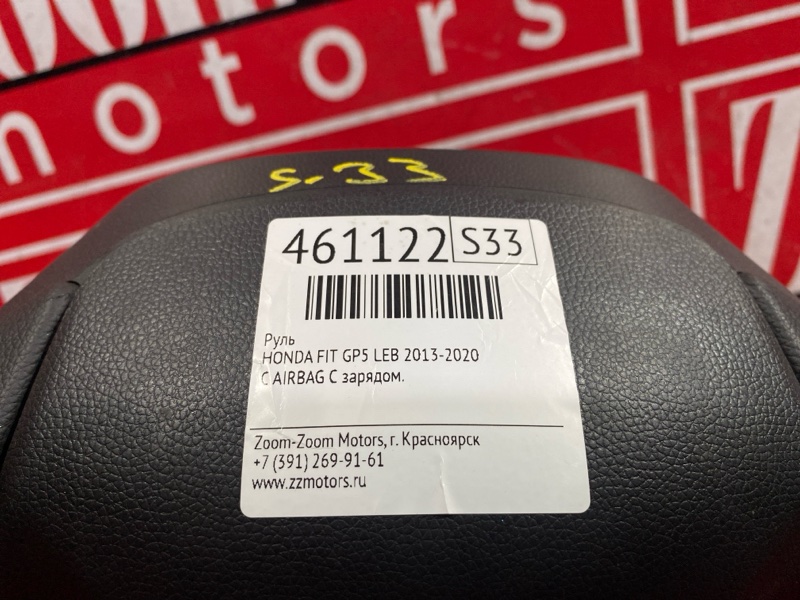 motors
S-33
461122 S33
Руль
HONDA FIT GP5 LEB 2013-2020
С AIRBAG С зарядом.
Zoom-Zoom Motors, г. Красноярск
+7 (391) 269-91-61
www.zzmotors.ru